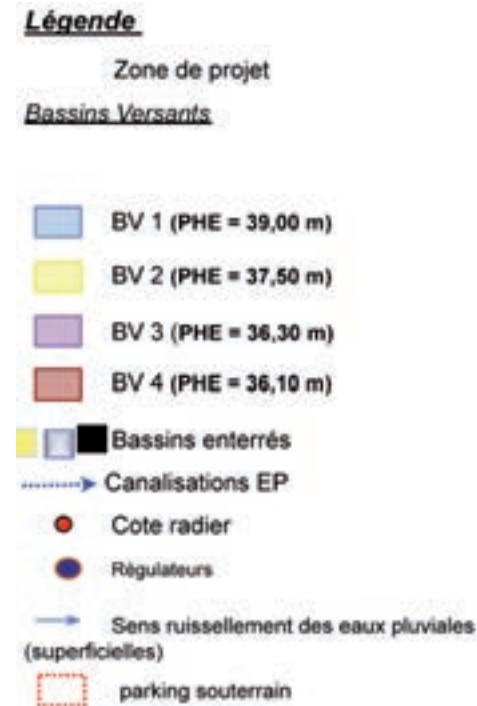 Légende
Zone de projet
Bassins Versants
BV 1 (PHE = 39,00 m)
BV 2 (PHE = 37,50 m)
BV 3 (PHE = 36,30 m)
BV 4 (PHE = 36,10 m)
Bassins enterrés
Canalisations EP
Cote radier
Régulateurs
Sens ruissellement des eaux pluviales
(superficielles)
parking souterrain